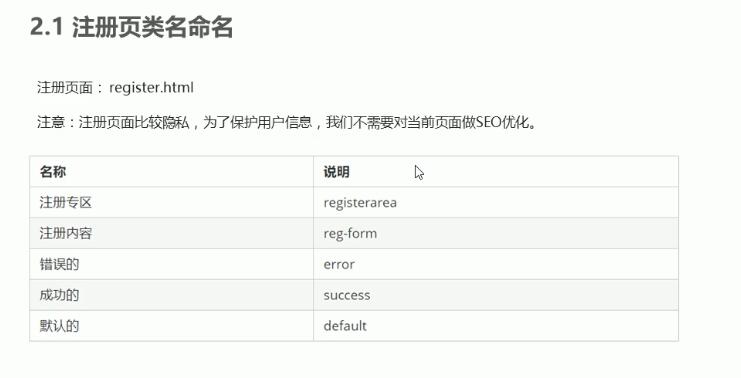 2.1 注册页类名命名
注册页面： register.html
注意：注册页面比较隐私，为了保护用户信息，我们不需要对当前页面做SEO优化。
名称 说明
注册专区 registerarea
注册内容 reg-form
错误的 error
成功的 success
默认的 default